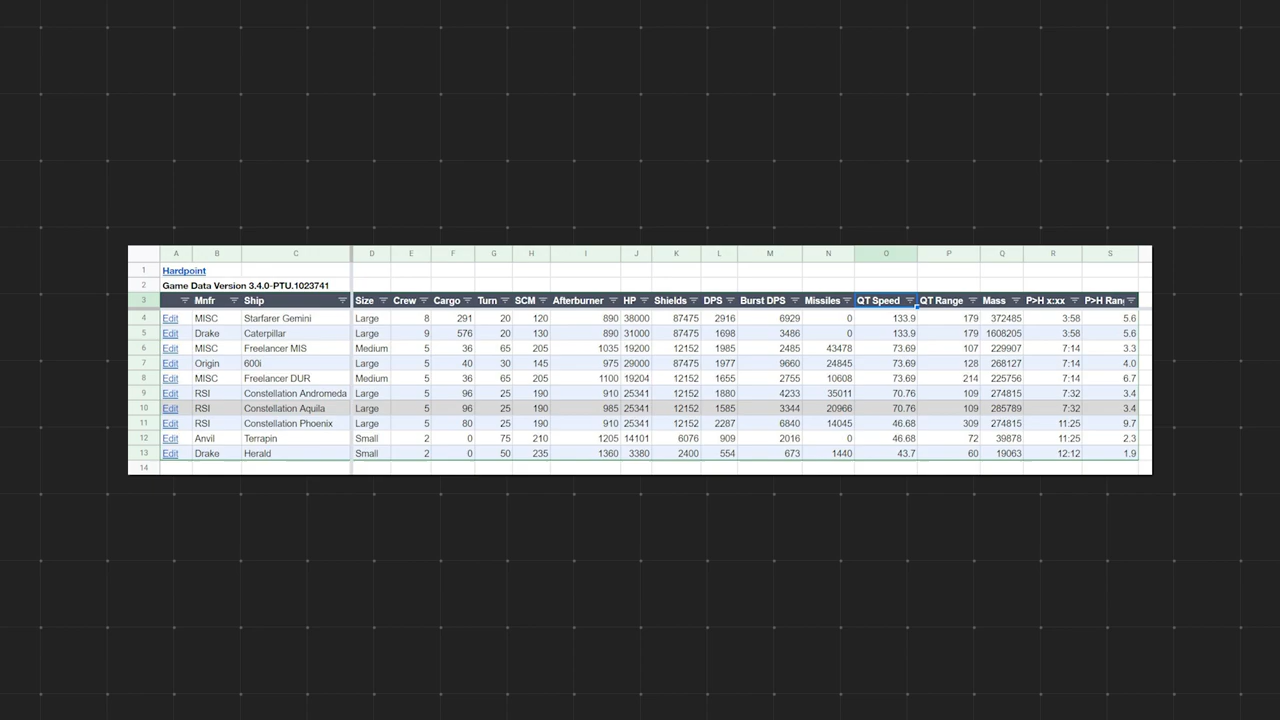 A B C D E F G H I J K L M N O P Q R S
1 Hardpoint
2 Game Data Version 3.4.0-PTU.1023741
3 Mnfr Ship Size Crew Cargo Turn SCM Afterburner HP Shields DPS Burst DPS Missiles QT Speed QT Range Mass P>H x:xx P>H Rang
4 Edit MISC Starfarer Gemini Large 8 291 20 120 890 38000 87475 2916 6929 0 133.9 179 372485 3:58 5.6
5 Edit Drake Caterpillar Large 9 576 20 130 890 31000 87475 1698 3486 0 133.9 179 1608205 3:58 5.6
6 Edit MISC Freelancer MIS Medium 5 36 65 205 1035 19200 12152 1985 2485 43478 73.69 107 229907 7:14 3.3
7 Edit Origin 600i Large 5 40 30 145 975 29000 87475 1977 9660 24845 73.69 128 268127 7:14 4.0
8 Edit MISC Freelancer DUR Medium 5 36 65 205 1100 19204 12152 1655 2755 10608 73.69 214 225756 7:14 6.7
9 Edit RSI Constellation Andromeda Large 5 96 25 190 910 25341 12152 1880 4233 35011 70.76 109 274815 7:32 3.4
10 Edit RSI Constellation Aquila Large 5 96 25 190 985 25341 12152 1585 3344 20966 70.76 109 285789 7:32 3.4
11 Edit RSI Constellation Phoenix Large 5 80 25 190 910 25341 12152 2287 6840 14045 46.68 309 274815 11:25 9.7
12 Edit Anvil Terrapin Small 2 0 75 210 1205 14101 6076 909 2016 0 46.68 72 39878 11:25 2.3
13 Edit Drake Herald Small 2 0 50 235 1360 3380 2400 554 673 1440 43.7 60 19063 12:12 1.9
14